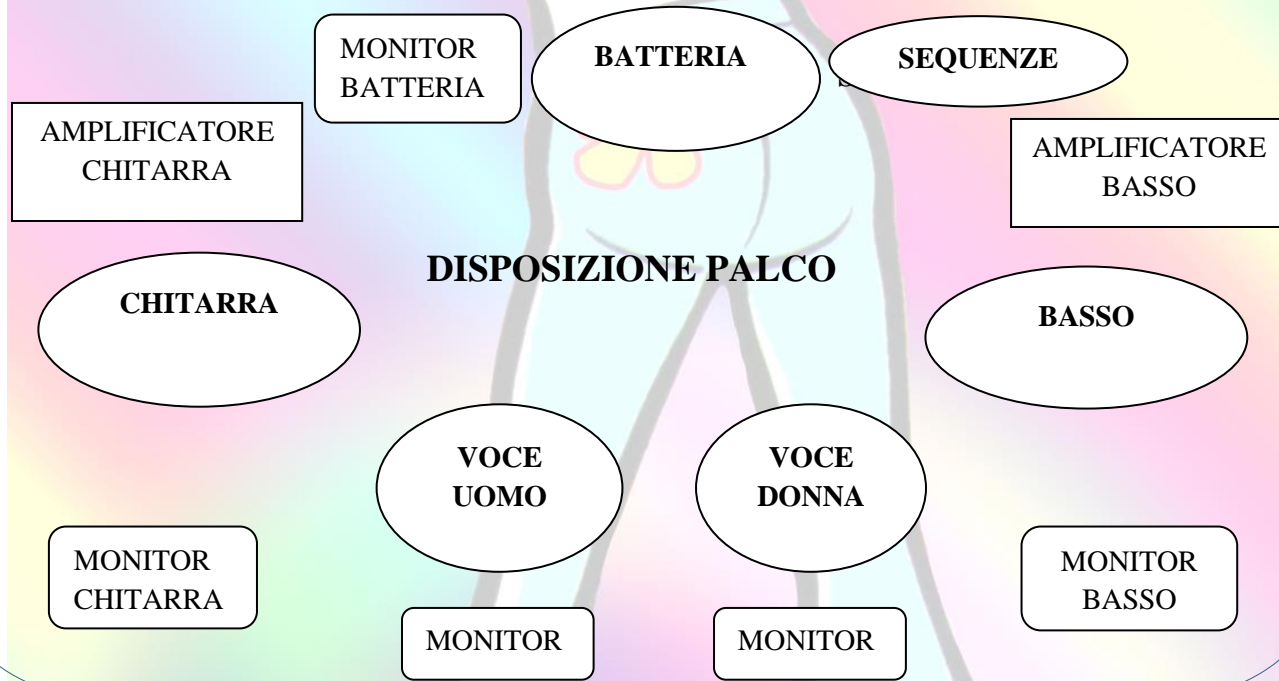 MONITOR
BATTERIA
BATTERIA
SEQUENZE
AMPLIFICATORE
CHITARRA
AMPLIFICATORE
BASSO
DISPOSIZIONE PALCO
CHITARRA
BASSO
VOCE
UOMO
VOCE
DONNA
MONITOR
CHITARRA
MONITOR
BASSO
MONITOR
MONITOR